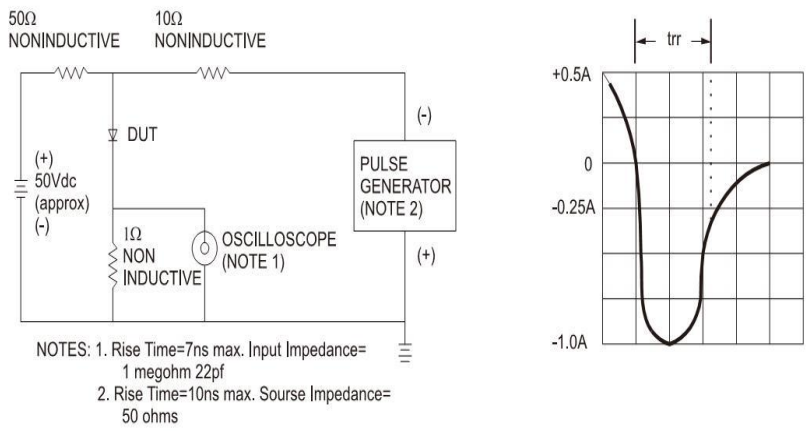 50Ω
NONINDUCTIVE
10Ω
NONINDUCTIVE
DUT
(+)
50Vdc
(approx)
(-)
1Ω
NON
INDUCTIVE
OSCILLOSCOPE
(NOTE 1)
(-)
PULSE
GENERATOR
(NOTE 2)
(+)
NOTES: 1. Rise Time=7ns max. Input Impedance=
1 megohm 22pf
2. Rise Time=10ns max. Sourse Impedance=
50 ohms
trr
+0.5A
0
-0.25A
-1.0A